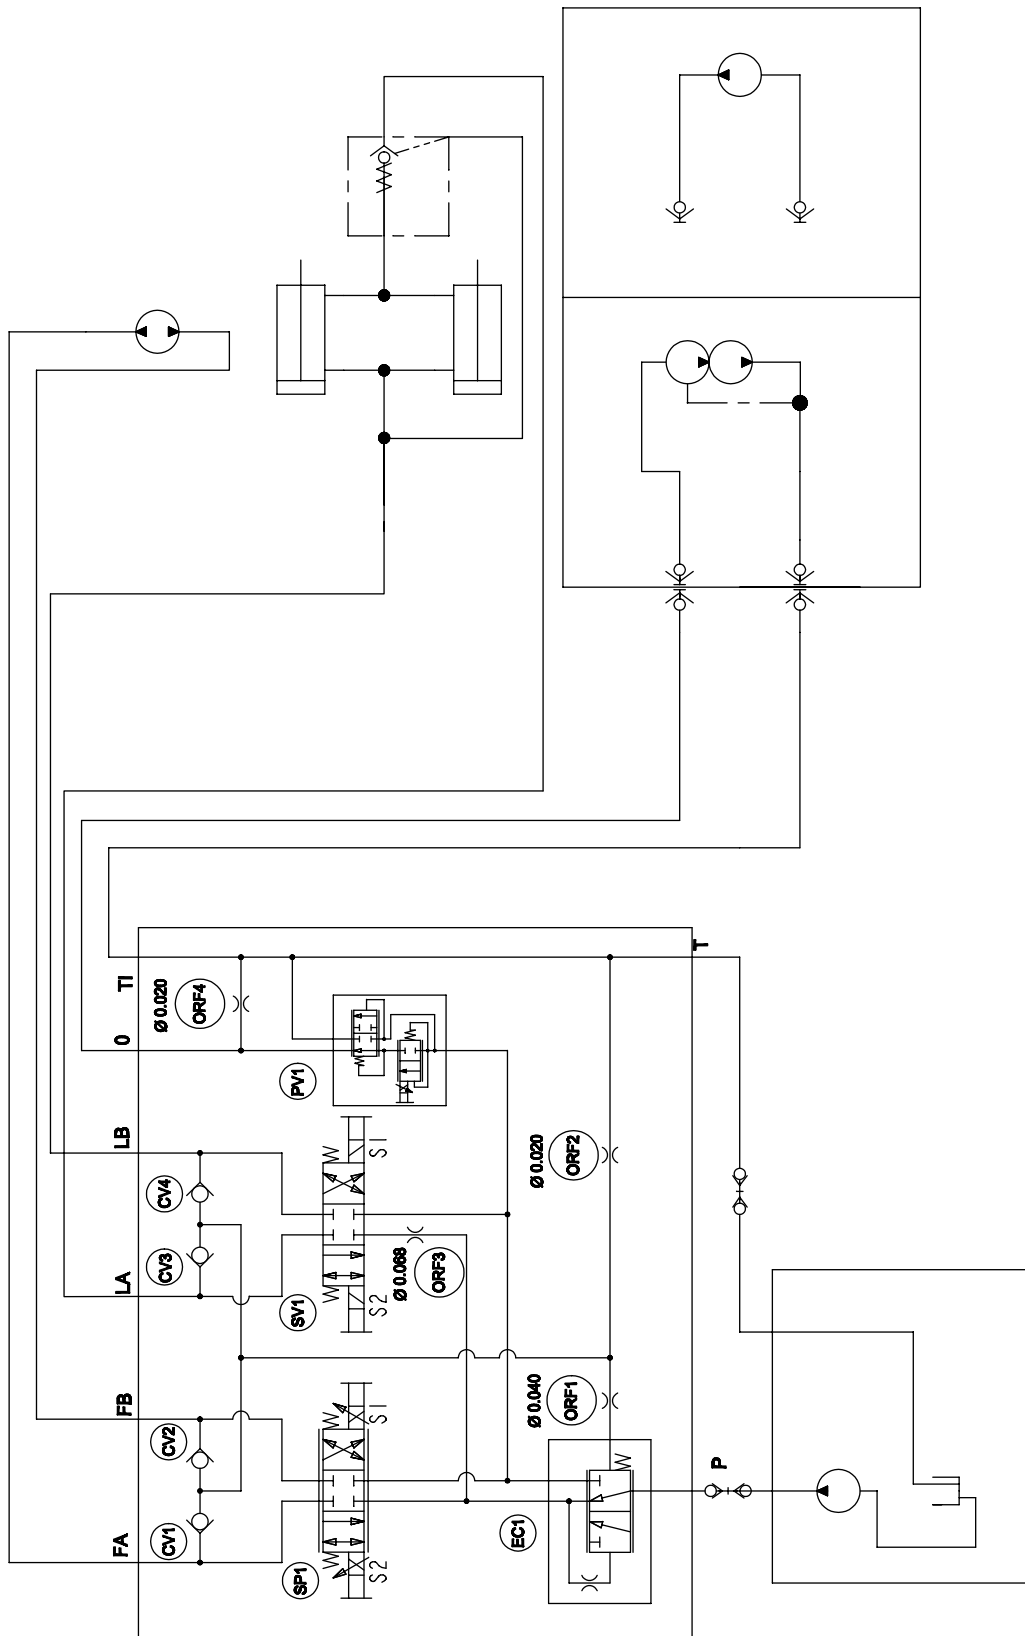 T
TI
Ø 0.020
ORF4
0
PV1
LB
S1
CV4
Ø 0.020
ORF2
CV3
LA
SV1
S2
Ø 0.068
ORF3
FB
CV2
S1
Ø 0.040
ORF1
P
CV1
FA
SP1
S2
EC1